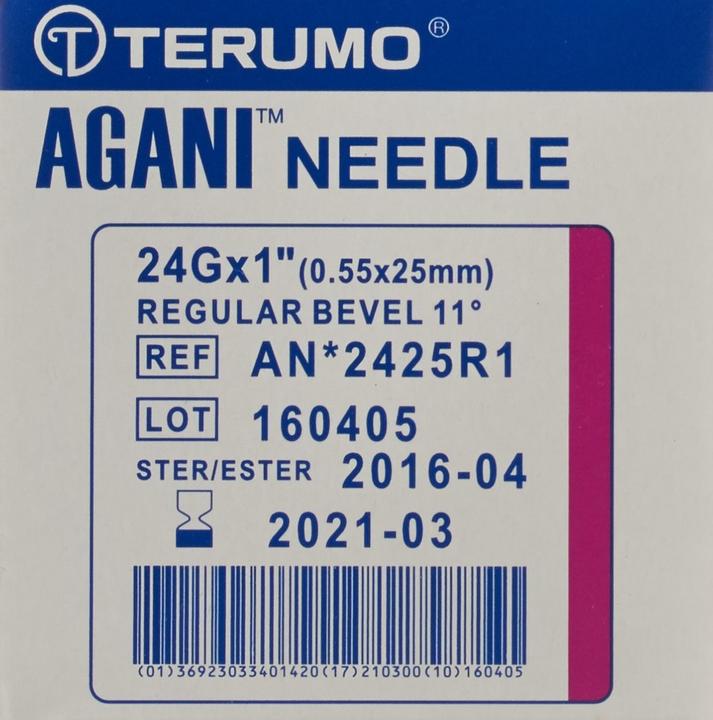 TERUMO®
AGANI™ NEEDLE
24Gx1" (0.55x25mm)
REGULAR BEVEL 11°
REF AN*2425R1
LOT 160405
STER/ESTER 2016-04
2021-03
(01)36923033401420(17)210300(10)160405